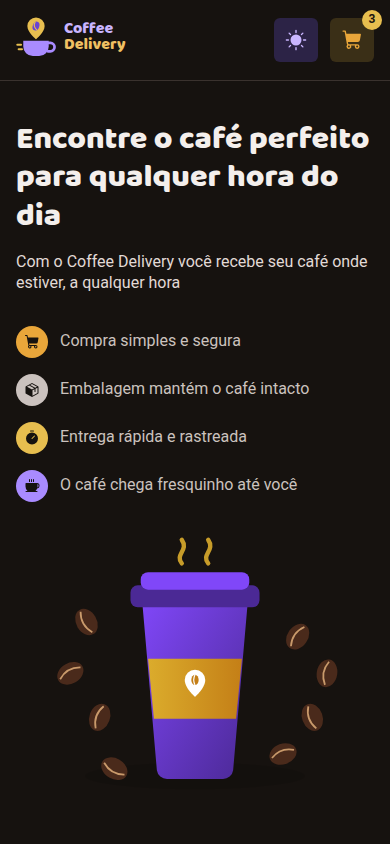 Coffee
Delivery
3
Encontre o café perfeito
para qualquer hora do
dia
Com o Coffee Delivery você recebe seu café onde
estiver, a qualquer hora
Compra simples e segura
Embalagem mantém o café intacto
Entrega rápida e rastreada
O café chega fresquinho até você